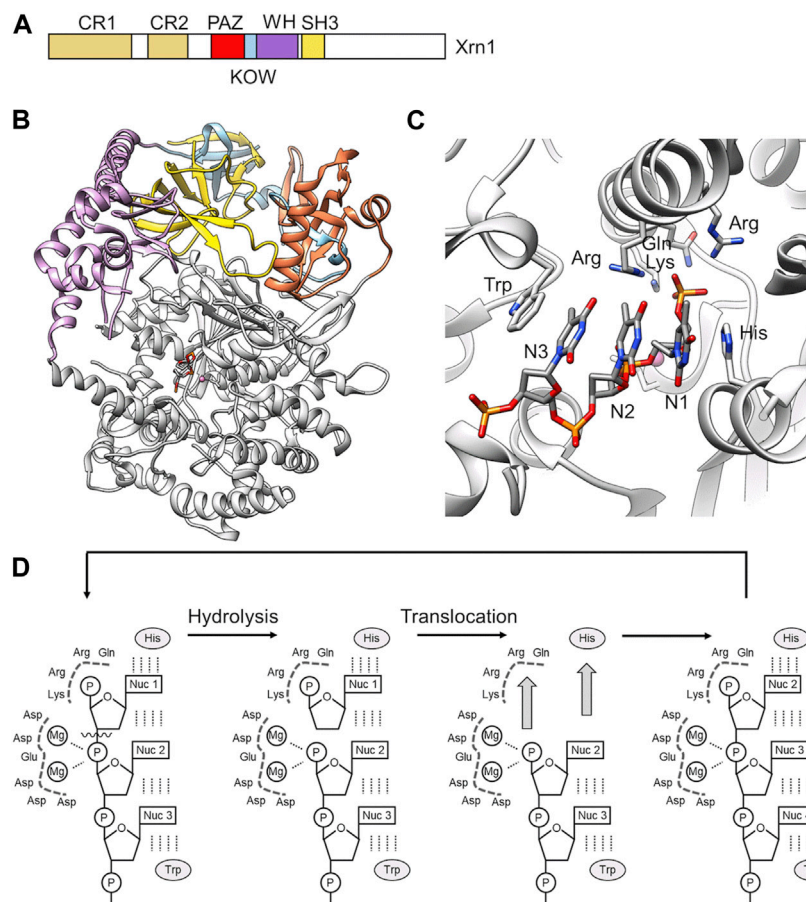 A
CR1 CR2 PAZ WH SH3
Xrn1
KOW
B
C
Arg
Gln
Arg Lys
Trp
His
N3
N2 N1
D
Hydrolysis Translocation
His His His His
Arg Gln Arg Gln Arg Gln Arg Gln
Arg Arg Arg Arg
P Nuc 1 P Nuc 1 P Nuc 2
Lys Lys Lys Lys
O O O
Asp Asp Asp Asp
Asp Mg P Nuc 2 Asp Mg P Nuc 2 Asp Mg P Nuc 2 Asp Mg P Nuc 3
Glu Glu Glu Glu
Mg O Mg O Mg O Mg O
Asp Asp Asp Asp
Asp Asp Asp Asp Asp Asp Asp Asp
P Nuc 3 P Nuc 3 P Nuc 3 P Nuc
O O O O
Trp Trp Trp
P P P P